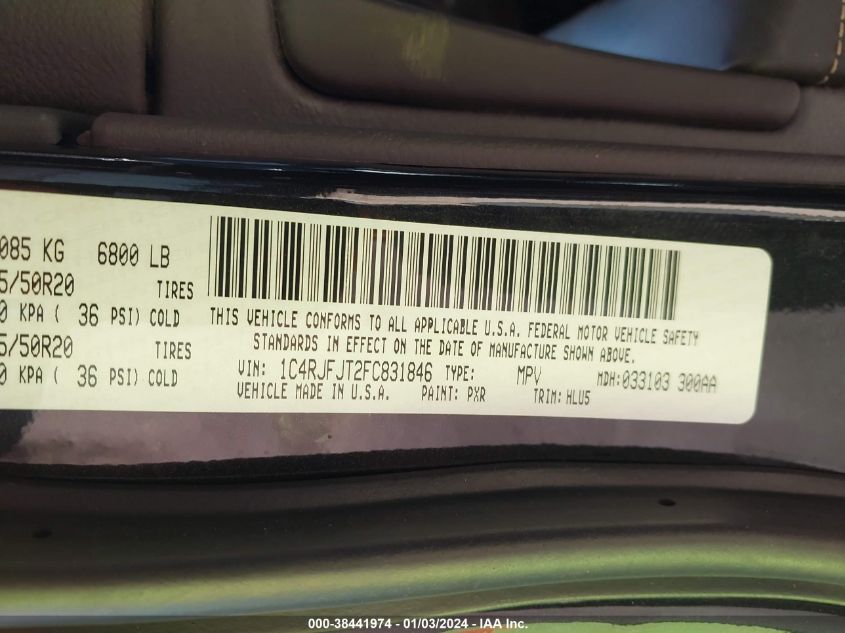 085 KG 6800 LB
5/50R20 TIRES
0 KPA ( 36 PSI) COLD
5/50R20 TIRES
0 KPA ( 36 PSI) COLD
THIS VEHICLE CONFORMS TO ALL APPLICABLE U.S.A. FEDERAL MOTOR VEHICLE SAFETY
STANDARDS IN EFFECT ON THE DATE OF MANUFACTURE SHOWN ABOVE.
VIN: 1C4RJFJT2FC831846 TYPE: MPV MDH:033103 300AA
VEHICLE MADE IN U.S.A. PAINT: PXR TRIM: HLU5
000-38441974 - 01/03/2024 - IAA Inc.